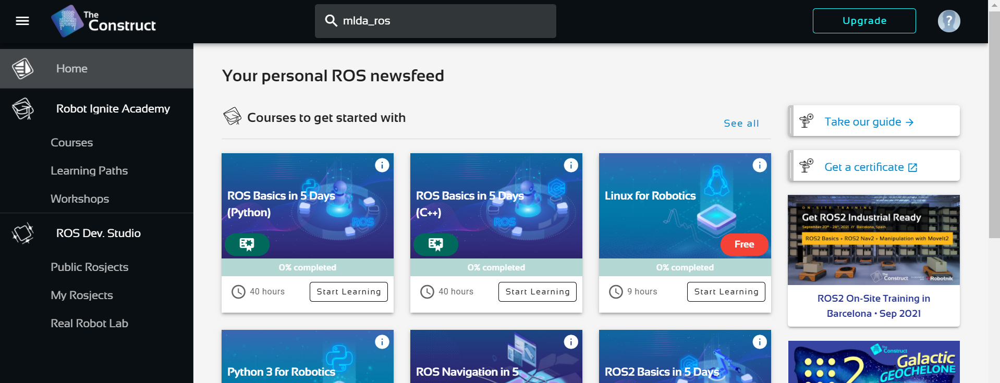 The
Construct
mlda_ros
Upgrade
?
Home
Robot Ignite Academy
Courses
Learning Paths
Workshops
ROS Dev. Studio
Public Rosjects
My Rosjects
Real Robot Lab
Your personal ROS newsfeed
Courses to get started with
See all
ROS Basics in 5 Days
(Python)
ROS
0% completed
40 hours
Start Learning
ROS Basics in 5 Days
(C++)
ROS
0% completed
40 hours
Start Learning
Linux for Robotics
Free
0% completed
9 hours
Start Learning
Python 3 for Robotics
ROS Navigation in 5
ROS2 Basics in 5 Days
Take our guide →
Get a certificate
ON-SITE TRAINING
Get ROS2 Industrial Ready
September 20th - 24th, 2021 // Barcelona, Spain
ROS2 Basics + ROS2 Nav2 + Manipulation with MoveIt2
The Construct
Robotnik
ROS2 On-Site Training in
Barcelona • Sep 2021
The Construct
2
Galactic
GEOCHELONE